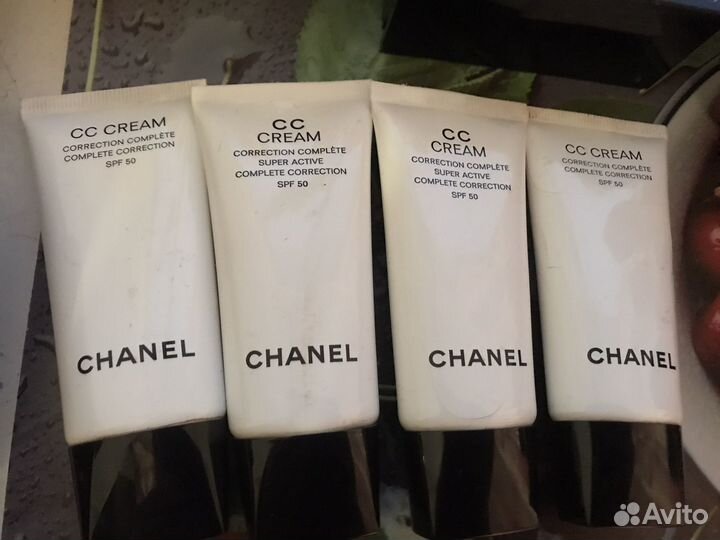 CC CREAM
CORRECTION COMPLÈTE
COMPLETE CORRECTION
SPF 50
CHANEL
CC
CREAM
CORRECTION COMPLÈTE
SUPER ACTIVE
COMPLETE CORRECTION
SPF 50
CHANEL
CC
CREAM
CORRECTION COMPLÈTE
SUPER ACTIVE
COMPLETE CORRECTION
SPF 50
CHANEL
CC CREAM
CORRECTION COMPLÈTE
COMPLETE CORRECTION
SPF 50
CHANEL
Avito